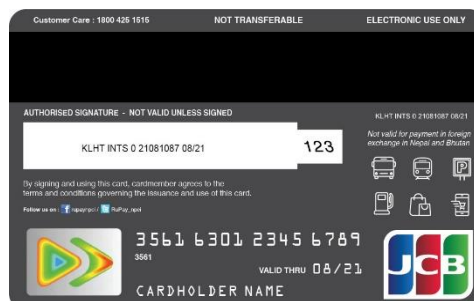 Customer Care : 1800 425 1515 NOT TRANSFERABLE ELECTRONIC USE ONLY
AUTHORISED SIGNATURE - NOT VALID UNLESS SIGNED
KLHT INTS 0 21081087 08/21
KLHT INTS 0 21081087 08/21 123
Not valid for payment in foreign
exchange in Nepal and Bhutan
By signing and using this card, cardmember agrees to the
terms and conditions governing the issuance and use of this card.
Follow us on : f rupaynpci / RuPay_npci
3561 6301 2345 6789
3561
VALID THRU 08/21
CARDHOLDER NAME
JCB